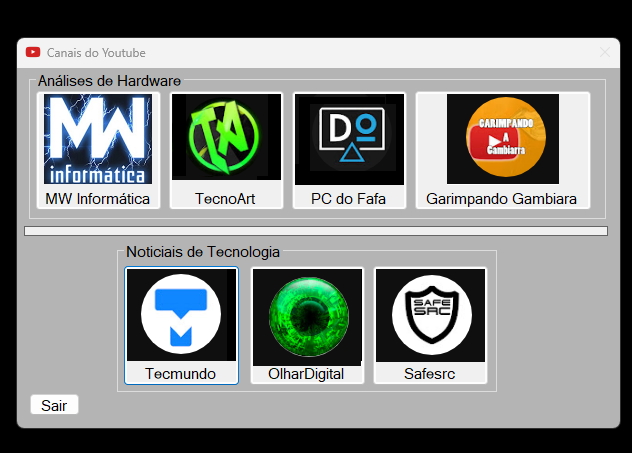 Canais do Youtube
Análises de Hardware
MW
informática
MW Informática
TA
TecnoArt
DO
PC do Fafa
GARIMPANDO
A
Gambiarra
Garimpando Gambiara
Noticiais de Tecnologia
Tecmundo
OlharDigital
SAFE
SRC
Safesrc
Sair